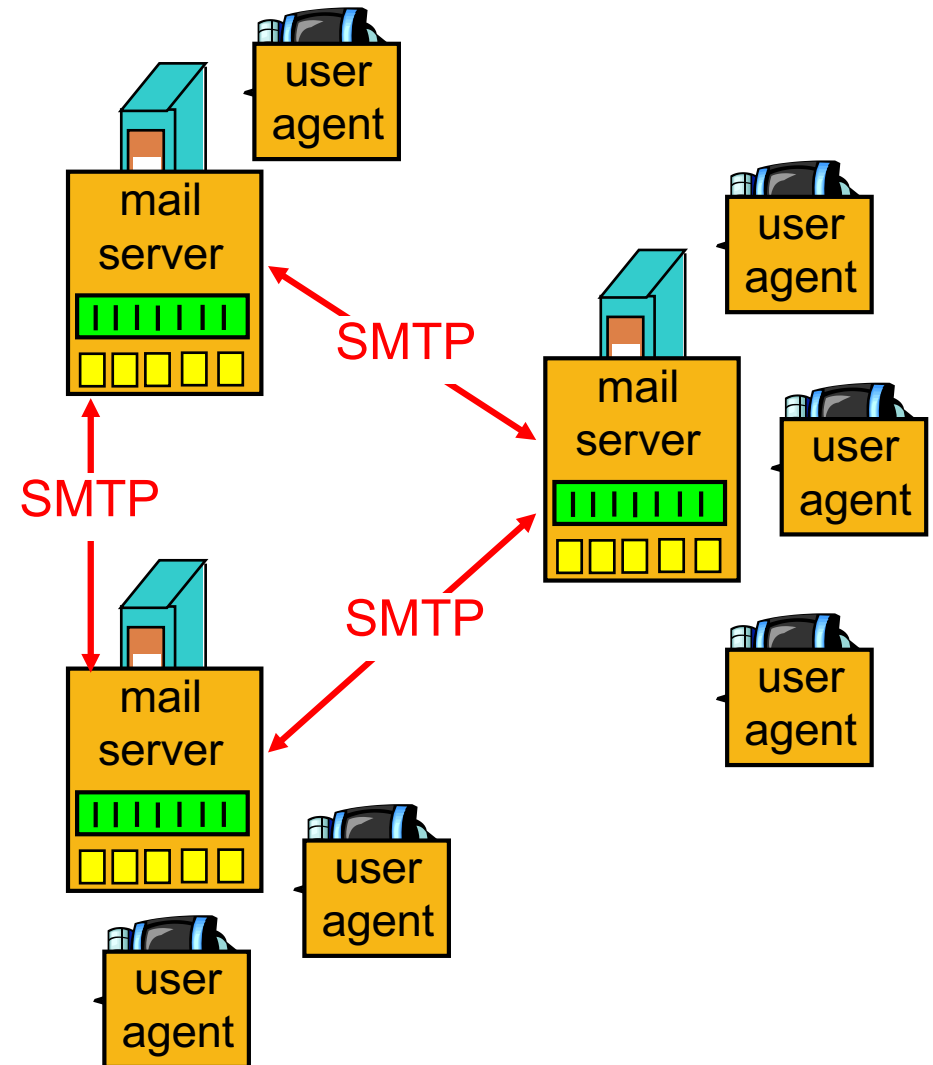 user
agent
mail
server
user
agent
SMTP
mail
server
user
agent
SMTP
SMTP
user
agent
mail
server
user
agent
user
agent